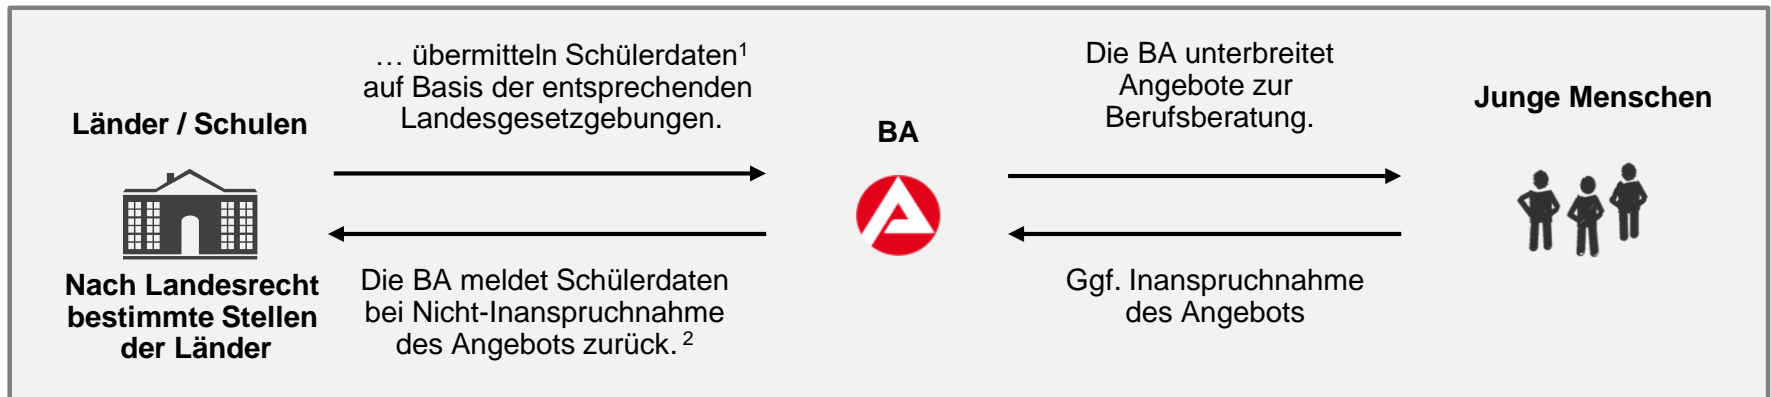 Länder / Schulen
Nach Landesrecht
bestimmte Stellen
der Länder
… übermitteln Schülerdaten¹
auf Basis der entsprechenden
Landesgesetzgebungen.
Die BA meldet Schülerdaten
bei Nicht-Inanspruchnahme
des Angebots zurück. ²
BA
Die BA unterbreitet
Angebote zur
Berufsberatung.
Ggf. Inanspruchnahme
des Angebots
Junge Menschen